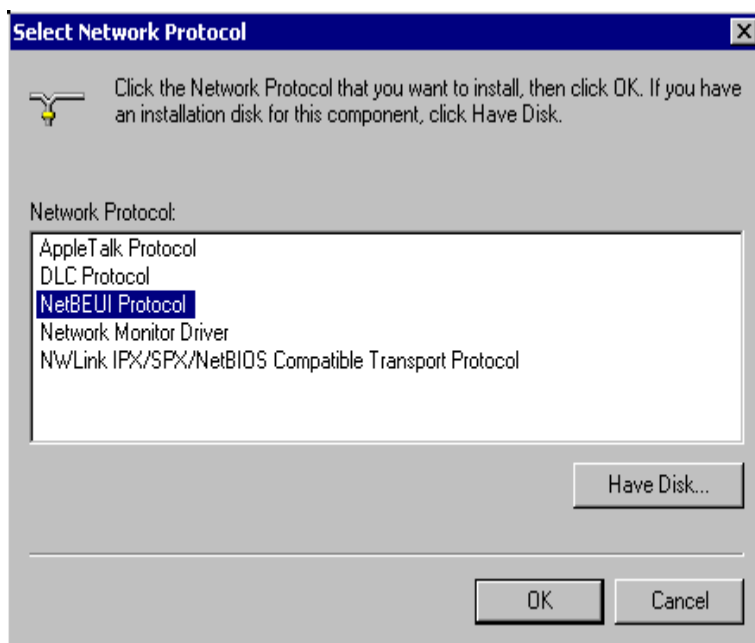 Select Network Protocol
Click the Network Protocol that you want to install, then click OK. If you have
an installation disk for this component, click Have Disk.
Network Protocol:
AppleTalk Protocol
DLC Protocol
NetBEUI Protocol
Network Monitor Driver
NWLink IPX/SPX/NetBIOS Compatible Transport Protocol
Have Disk...
OK
Cancel